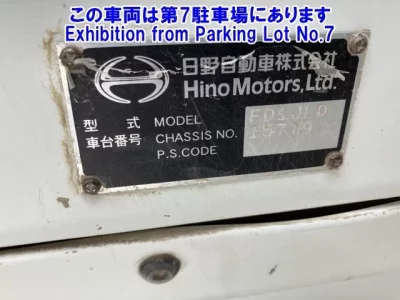 この車両は第7駐車場にあります
Exhibition from Parking Lot No.7
日野自動車株式会社
Hino Motors, Ltd.
型式 MODEL
車台番号 CHASSIS NO.
P.S.CODE